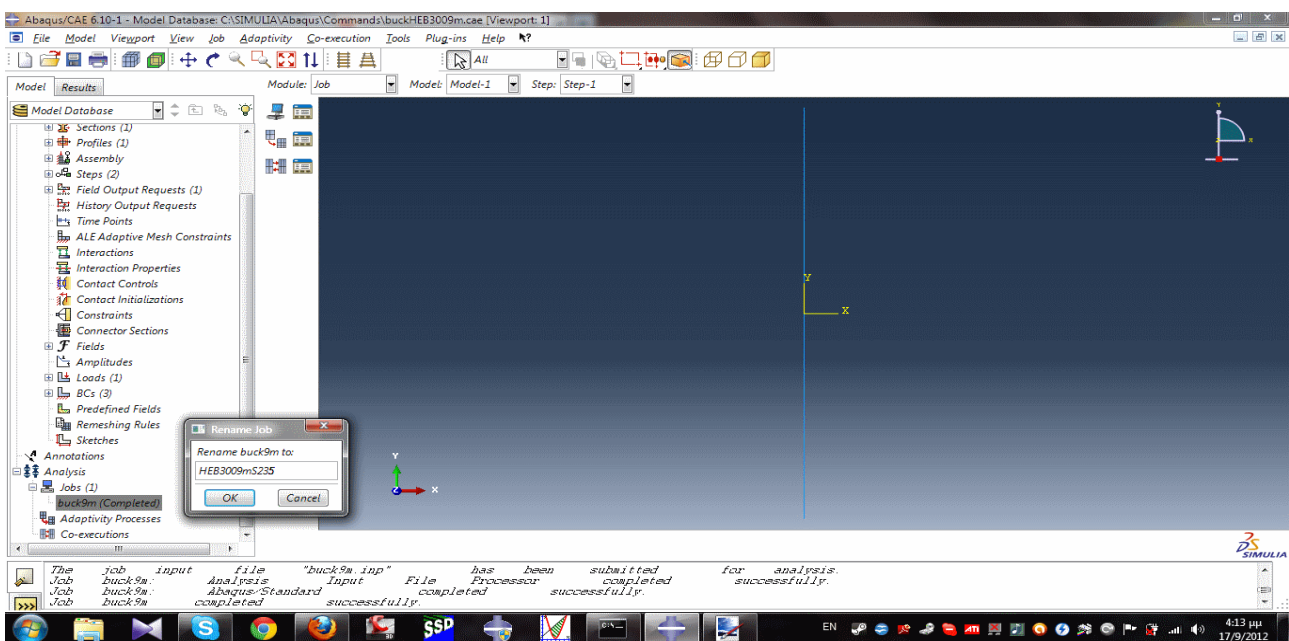 Abaqus/CAE 6.10-1 - Model Database: C:\SIMULIA\Abaqus\Commands\buckHEB3009m.cae [Viewport: 1]
File Model Viewport View Job Adaptivity Co-execution Tools Plug-ins Help
All
Model Results Module: Job Model: Model-1 Step: Step-1
Model Database
Sections (1)
Profiles (1)
Assembly
Steps (2)
Field Output Requests (1)
History Output Requests
Time Points
ALE Adaptive Mesh Constraints
Interactions
Interaction Properties
Contact Controls
Contact Initializations
Constraints
Connector Sections
Fields
Amplitudes
Loads (1)
BCs (3)
Predefined Fields
Remeshing Rules
Sketches
Annotations
Analysis
Jobs (1)
buck9m (Completed)
Adaptivity Processes
Co-executions
Rename Job
Rename buck9m to:
HEB3009mS235
OK Cancel
Y
X
Y
X
Z
Y
X
SIMULIA
The job input file "buck9m.inp" has been submitted for analysis.
Job buck9m: Analysis Input File Processor completed successfully.
Job buck9m: Abaqus/Standard completed successfully.
Job buck9m completed successfully.
>>>
SSD
C:\
EN
ATI
4:13 μμ
17/9/2012